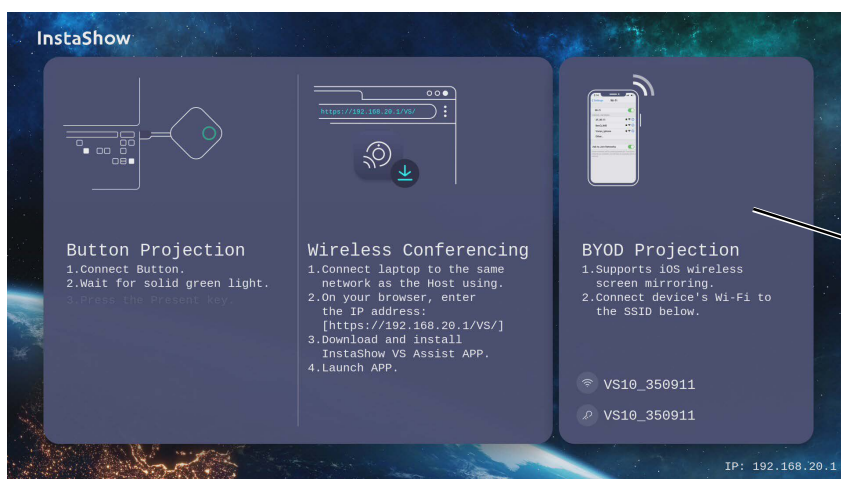 InstaShow
https://192.168.20.1/VS/
Button Projection
1.Connect Button.
2.Wait for solid green light.
3.Press the Present key.
Wireless Conferencing
1.Connect laptop to the same
network as the Host using.
2.On your browser, enter
the IP address:
[https://192.168.20.1/VS/]
3.Download and install
InstaShow VS Assist APP.
4.Launch APP.
BYOD Projection
1.Supports iOS wireless
screen mirroring.
2.Connect device's Wi-Fi to
the SSID below.
VS10_350911
VS10_350911
IP: 192.168.20.1